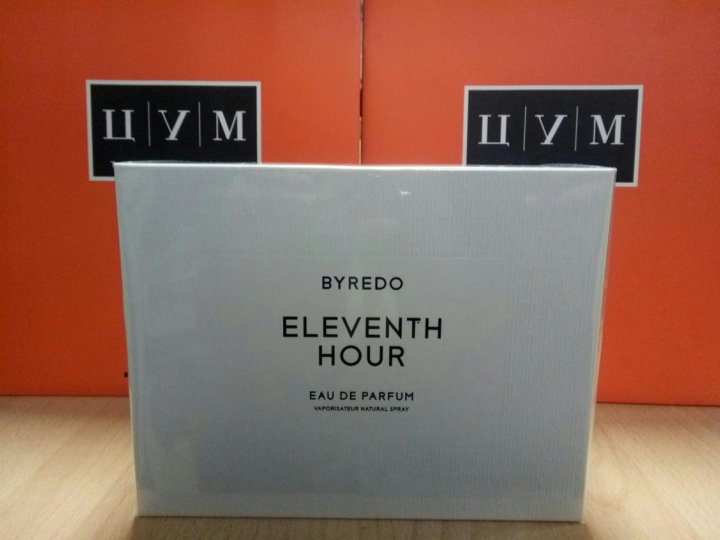 Ц|У|М
Ц|У|М
BYREDO
ELEVENTH
HOUR
EAU DE PARFUM
VAPORISATEUR NATURAL SPRAY